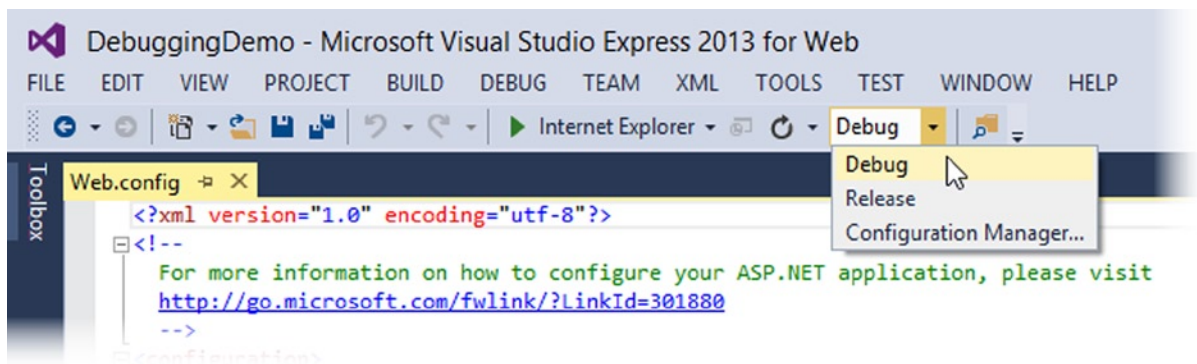 DebuggingDemo - Microsoft Visual Studio Express 2013 for Web
FILE EDIT VIEW PROJECT BUILD DEBUG TEAM XML TOOLS TEST WINDOW HELP
Internet Explorer Debug
Debug
Release
Configuration Manager...
Toolbox
Web.config
<?xml version="1.0" encoding="utf-8"?>
<!--
For more information on how to configure your ASP.NET application, please visit
http://go.microsoft.com/fwlink/?LinkId=301880
-->
<configuration>